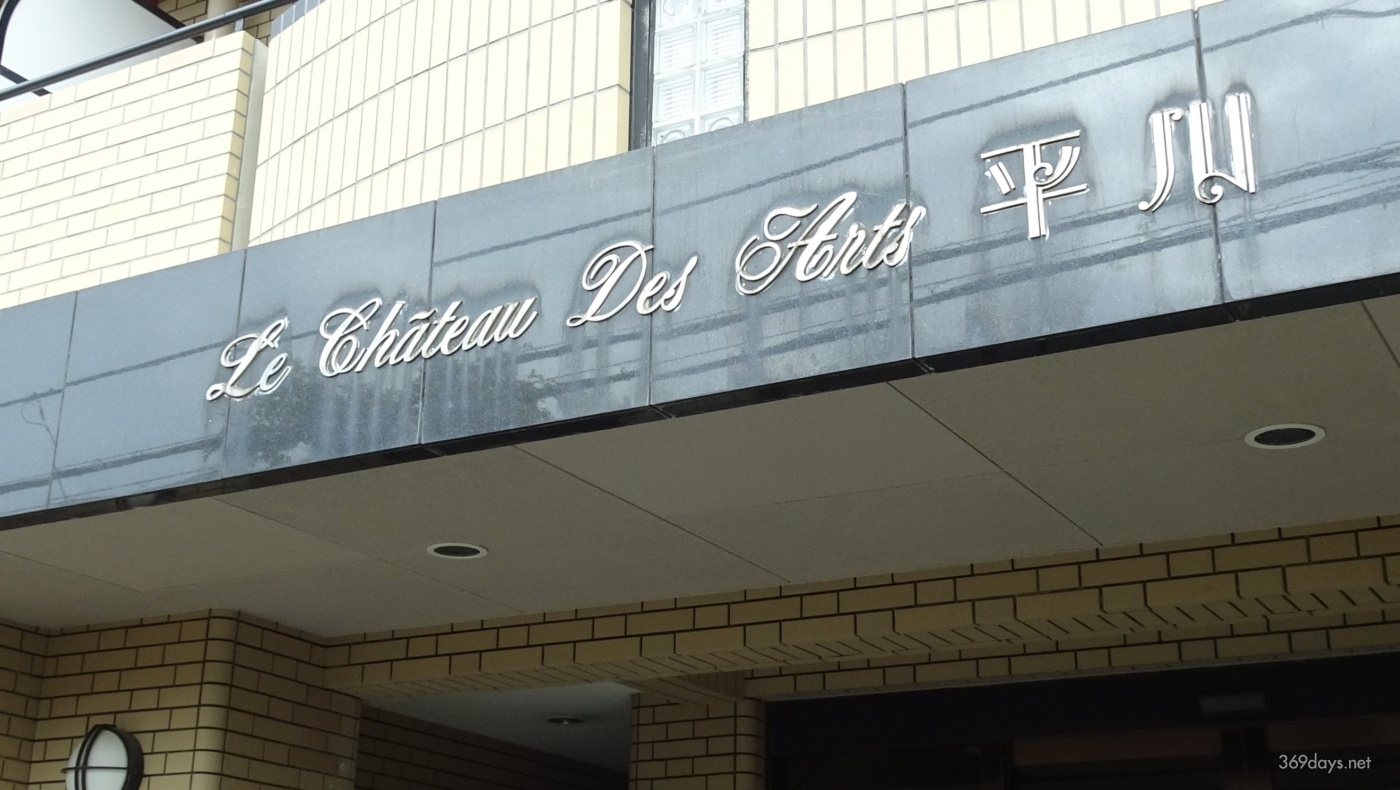 Le Château Des Arts 平川
369days.net